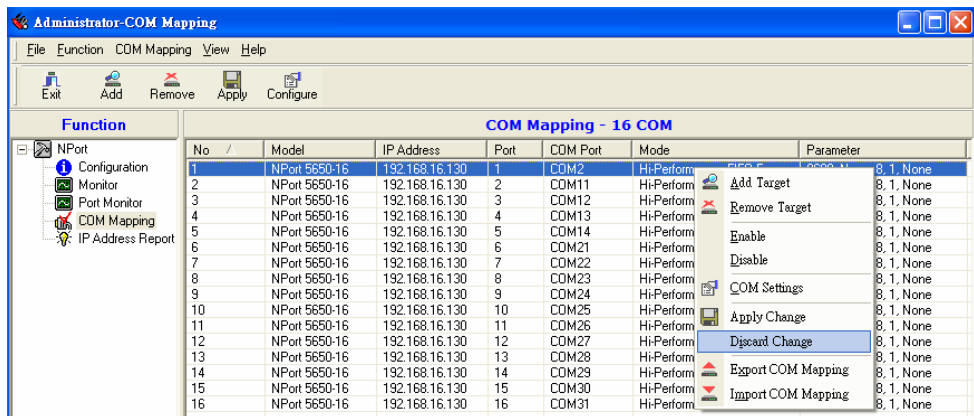 Administrator-COM Mapping
File Function COM Mapping View Help
Exit Add Remove Apply Configure
Function
COM Mapping - 16 COM
NPort
Configuration
Monitor
Port Monitor
COM Mapping
IP Address Report
No Model IP Address Port COM Port Mode Parameter
1 NPort 5650-16 192.168.16.130 1 COM2 Hi-Perform 8, 1, None
2 NPort 5650-16 192.168.16.130 2 COM11 Hi-Perform
3 NPort 5650-16 192.168.16.130 3 COM12 Hi-Perform 8, 1, None
4 NPort 5650-16 192.168.16.130 4 COM13 Hi-Perform 8, 1, None
5 NPort 5650-16 192.168.16.130 5 COM14 Hi-Perform 8, 1, None
6 NPort 5650-16 192.168.16.130 6 COM21 Hi-Perform 8, 1, None
7 NPort 5650-16 192.168.16.130 7 COM22 Hi-Perform 8, 1, None
8 NPort 5650-16 192.168.16.130 8 COM23 Hi-Perform 8, 1, None
9 NPort 5650-16 192.168.16.130 9 COM24 Hi-Perform 8, 1, None
10 NPort 5650-16 192.168.16.130 10 COM25 Hi-Perform 8, 1, None
11 NPort 5650-16 192.168.16.130 11 COM26 Hi-Perform 8, 1, None
12 NPort 5650-16 192.168.16.130 12 COM27 Hi-Perform 8, 1, None
13 NPort 5650-16 192.168.16.130 13 COM28 Hi-Perform 8, 1, None
14 NPort 5650-16 192.168.16.130 14 COM29 Hi-Perform 8, 1, None
15 NPort 5650-16 192.168.16.130 15 COM30 Hi-Perform 8, 1, None
16 NPort 5650-16 192.168.16.130 16 COM31 Hi-Perform 8, 1, None
Add Target
Remove Target
Enable
Disable
COM Settings
Apply Change
Discard Change
Export COM Mapping
Import COM Mapping